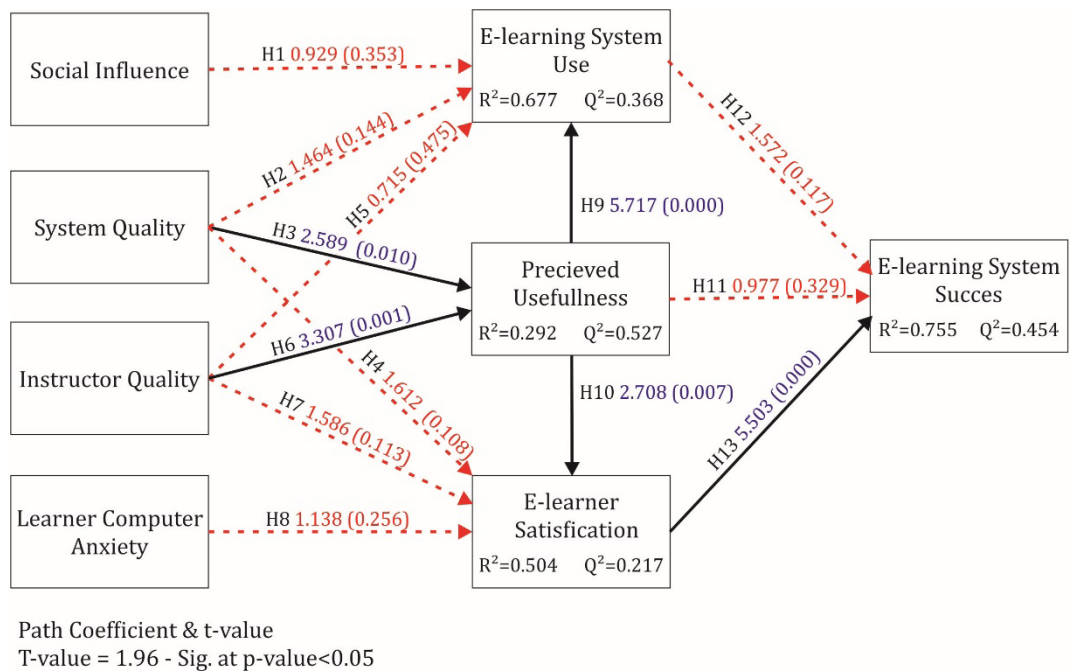 Social Influence
System Quality
Instructor Quality
Learner Computer
Anxiety
H1 0.929 (0.353)
H2 1.464 (0.144)
H5 0.715 (0.475)
H3 2.589 (0.010)
H6 3.307 (0.001)
H4 1.612 (0.108)
H7 1.586 (0.113)
H8 1.138 (0.256)
E-learning System
Use
R²=0.677 Q²=0.368
H9 5.717 (0.000)
Precieved
Usefullness
R²=0.292 Q²=0.527
H10 2.708 (0.007)
E-learner
Satisfication
R²=0.504 Q²=0.217
H12 1.572 (0.117)
H11 0.977 (0.329)
H13 5.503 (0.000)
E-learning System
Succes
R²=0.755 Q²=0.454
Path Coefficient & t-value
T-value = 1.96 - Sig. at p-value<0.05